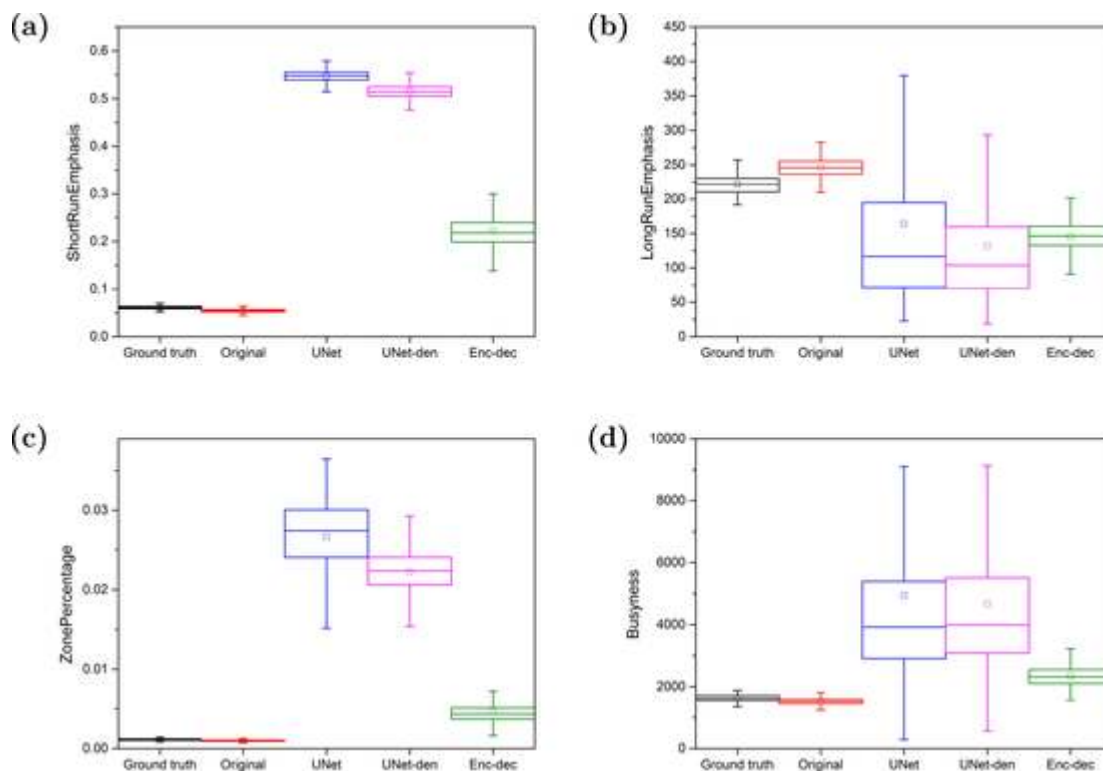 (a)
ShortRunEmphasis
0.6
0.5
0.4
0.3
0.2
0.1
0.0
Ground truth Original UNet UNet-den Enc-dec
(b)
LongRunEmphasis
450
400
350
300
250
200
150
100
50
0
Ground truth Original UNet UNet-den Enc-dec
(c)
ZonePercentage
0.03
0.02
0.01
0.00
Ground truth Original UNet UNet-den Enc-dec
(d)
Busyness
10000
8000
6000
4000
2000
0
Ground truth Original UNet UNet-den Enc-dec